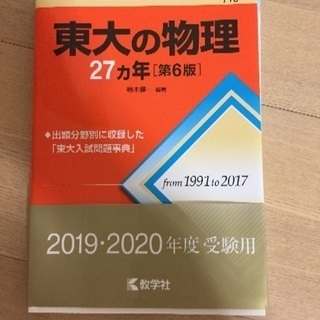 東大の物理
27カ年[第6版]
編著
◆出題分野別に収録した
「東大入試問題事典」
from 1991 to 2017
2019・2020年度 受験用
教学社